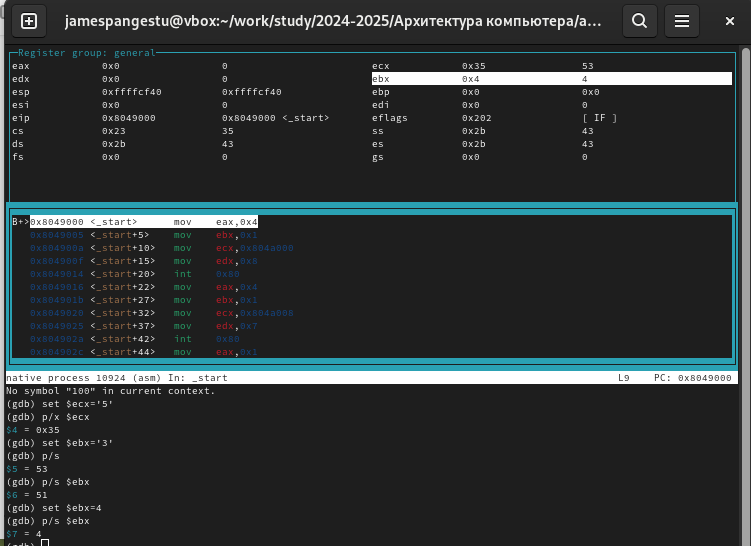 jamespangestu@vbox:~/work/study/2024-2025/Архитектура компьютера/a…
Register group: general
eax 0x0 0 ecx 0x35 53
edx 0x0 0 ebx 0x4 4
esp 0xffffcf40 0xffffcf40 ebp 0x0 0x0
esi 0x0 0 edi 0x0 0
eip 0x8049000 0x8049000 <_start> eflags 0x202 [ IF ]
cs 0x23 35 ss 0x2b 43
ds 0x2b 43 es 0x2b 43
fs 0x0 0 gs 0x0 0
B+>0x8049000 <_start> mov eax,0x4
0x8049005 <_start+5> mov ebx,0x1
0x804900a <_start+10> mov ecx,0x804a000
0x804900f <_start+15> mov edx,0x8
0x8049014 <_start+20> int 0x80
0x8049016 <_start+22> mov eax,0x4
0x804901b <_start+27> mov ebx,0x1
0x8049020 <_start+32> mov ecx,0x804a008
0x8049025 <_start+37> mov edx,0x7
0x804902a <_start+42> int 0x80
0x804902c <_start+44> mov eax,0x1
native process 10924 (asm) In: _start L9 PC: 0x8049000
No symbol "100" in current context.
(gdb) set $ecx='5'
(gdb) p/x $ecx
$4 = 0x35
(gdb) set $ebx='3'
(gdb) p/s
$5 = 53
(gdb) p/s $ebx
$6 = 51
(gdb) set $ebx=4
(gdb) p/s $ebx
$7 = 4
(gdb)